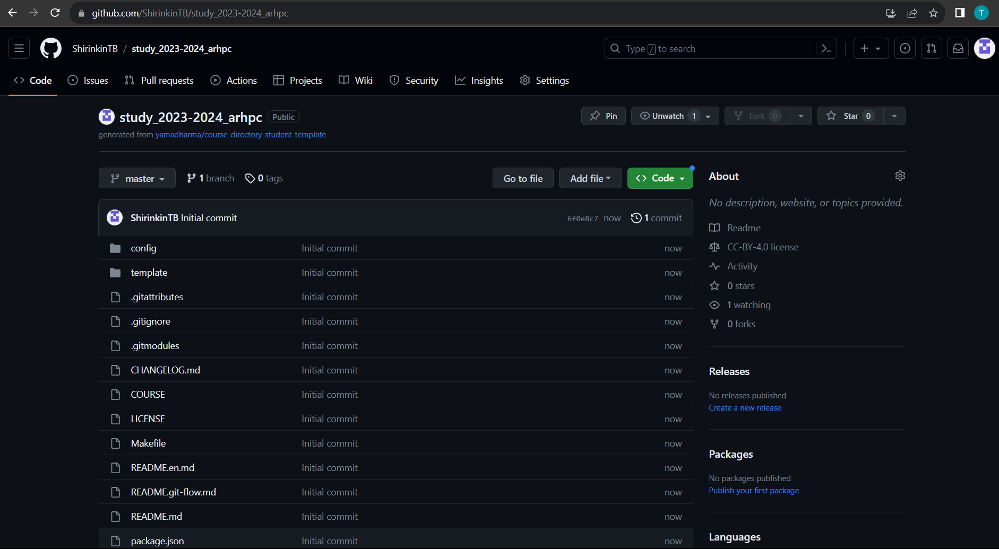 github.com/ShirinkinTB/study_2023-2024_arhpc
T
ShirinkinTB / study_2023-2024_arhpc
Type / to search
Code Issues Pull requests Actions Projects Wiki Security Insights Settings
study_2023-2024_arhpc Public
Pin Unwatch 1 Fork 0 Star 0
generated from yamadharma/course-directory-student-template
master 1 branch 0 tags Go to file Add file Code
ShirinkinTB Initial commit 6f0e8c7 now 1 commit
config Initial commit now
template Initial commit now
.gitattributes Initial commit now
.gitignore Initial commit now
.gitmodules Initial commit now
CHANGELOG.md Initial commit now
COURSE Initial commit now
LICENSE Initial commit now
Makefile Initial commit now
README.en.md Initial commit now
README.git-flow.md Initial commit now
README.md Initial commit now
package.json Initial commit now
About
No description, website, or topics provided.
Readme
CC-BY-4.0 license
Activity
0 stars
1 watching
0 forks
Releases
No releases published
Create a new release
Packages
No packages published
Publish your first package
Languages